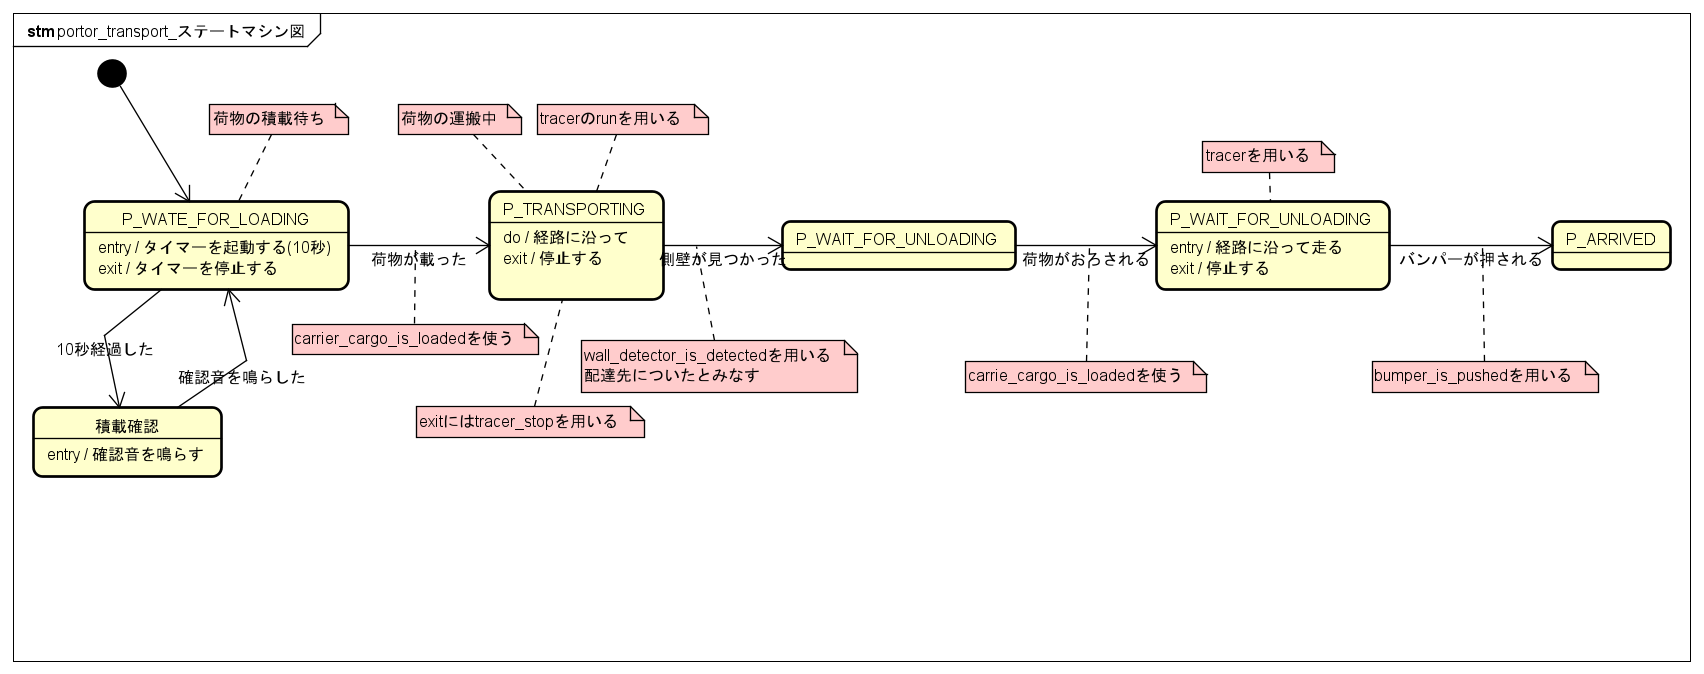 stm portor_transport_ステートマシン図
荷物の積載待ち
荷物の運搬中
tracerのrunを用いる
tracerを用いる
P_WATE_FOR_LOADING
entry / タイマーを起動する(10秒)
exit / タイマーを停止する
荷物が載った
P_TRANSPORTING
do / 経路に沿って
exit / 停止する
側壁が見つかった
P_WAIT_FOR_UNLOADING
荷物がおろされる
P_WAIT_FOR_UNLOADING
entry / 経路に沿って走る
exit / 停止する
バンパーが押される
P_ARRIVED
carrier_cargo_is_loadedを使う
wall_detector_is_detectedを用いる
配達先についたとみなす
carrie_cargo_is_loadedを使う
bumper_is_pushedを用いる
10秒経過した
確認音を鳴らした
exitにはtracer_stopを用いる
積載確認
entry / 確認音を鳴らす